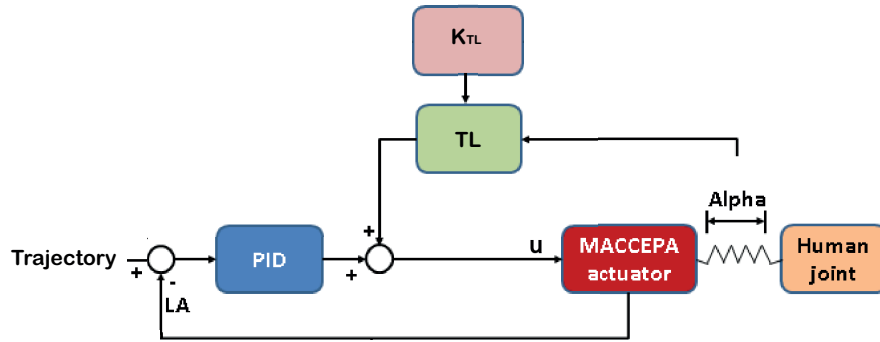 KTL
TL
Alpha
Trajectory
+
-
LA
PID
+
+
u
MACCEPA
actuator
Human
joint